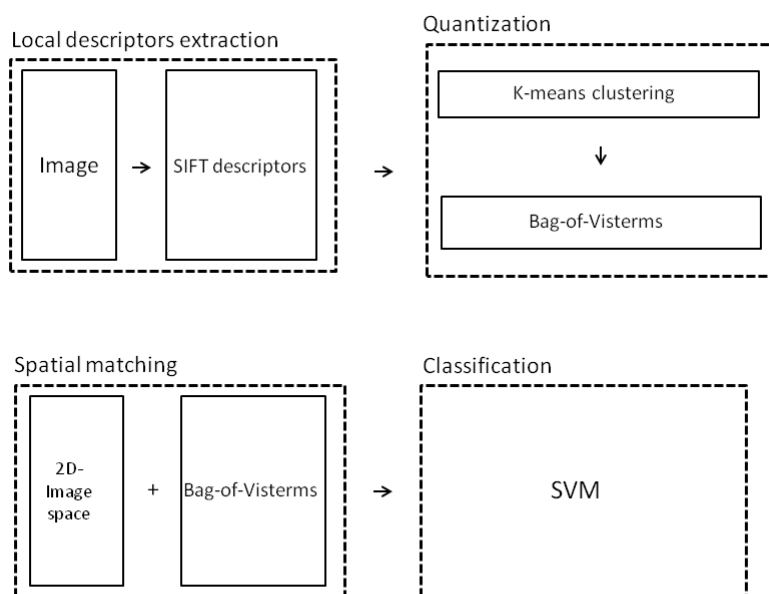 Local descriptors extraction
Image
SIFT descriptors
Quantization
K-means clustering
Bag-of-Visterms
Spatial matching
2D-
Image
space
+
Bag-of-Visterms
Classification
SVM